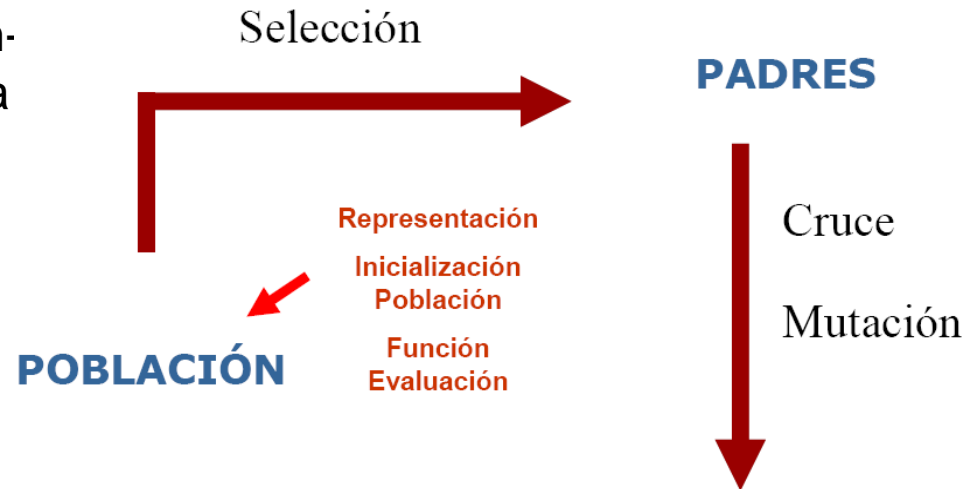 Selección
PADRES
Representación
Inicialización
Población
Función
Evaluación
POBLACIÓN
Cruce
Mutación